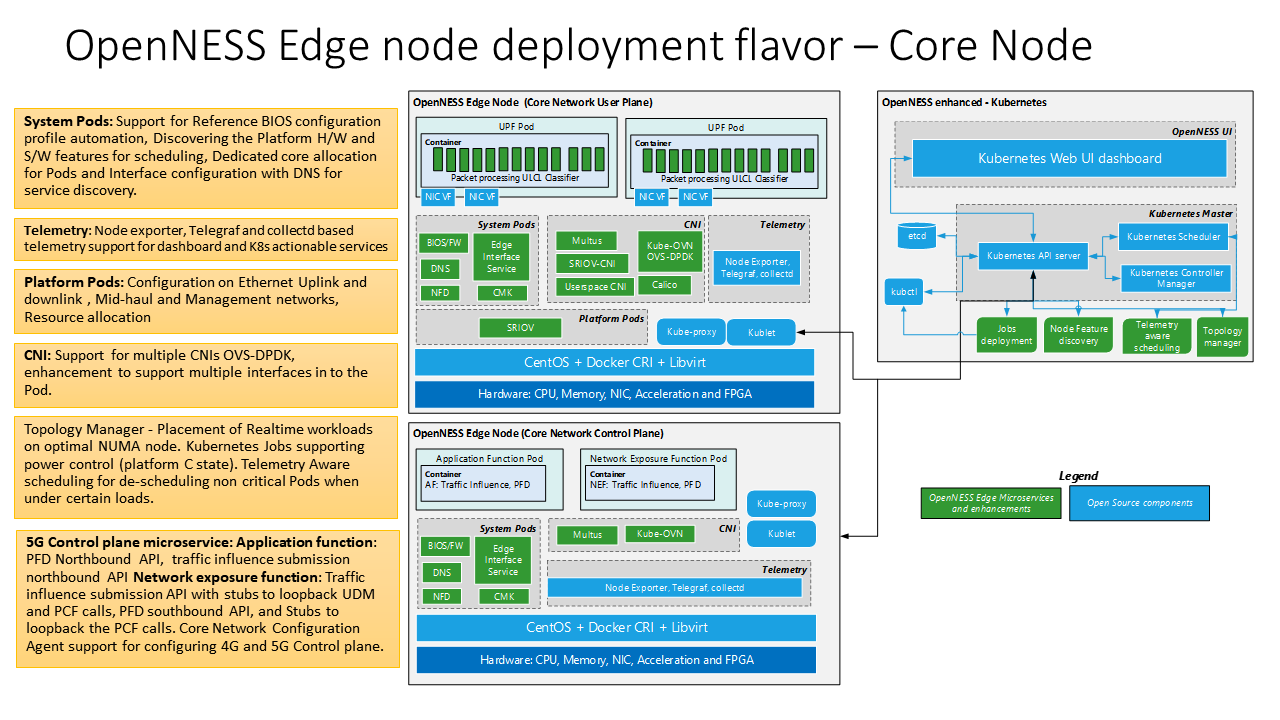 OpenNESS Edge node deployment flavor – Core Node
System Pods: Support for Reference BIOS configuration
profile automation, Discovering the Platform H/W and
S/W features for scheduling, Dedicated core allocation
for Pods and Interface configuration with DNS for
service discovery.
Telemetry: Node exporter, Telegraf and collectd based
telemetry support for dashboard and K8s actionable services
Platform Pods: Configuration on Ethernet Uplink and
downlink , Mid-haul and Management networks,
Resource allocation
CNI: Support for multiple CNIs OVS-DPDK,
enhancement to support multiple interfaces in to the
Pod.
Topology Manager - Placement of Realtime workloads
on optimal NUMA node. Kubernetes Jobs supporting
power control (platform C state). Telemetry Aware
scheduling for de-scheduling non critical Pods when
under certain loads.
5G Control plane microservice: Application function:
PFD Northbound API, traffic influence submission
northbound API Network exposure function: Traffic
influence submission API with stubs to loopback UDM
and PCF calls, PFD southbound API, and Stubs to
loopback the PCF calls. Core Network Configuration
Agent support for configuring 4G and 5G Control plane.
OpenNESS Edge Node (Core Network User Plane)
UPF Pod
Container
Packet processing ULCL Classifier
NIC VF
NIC VF
UPF Pod
Container
Packet processing ULCL Classifier
NIC VF
NIC VF
System Pods
BIOS/FW
DNS
NFD
Edge
Interface
Service
CMK
CNI
Multus
SRIOV-CNI
Userspace CNI
Kube-OVN
OVS-DPDK
Calico
Telemetry
Node Exporter,
Telegraf, collectd
Platform Pods
SRIOV
Kube-proxy
Kublet
CentOS + Docker CRI + Libvirt
Hardware: CPU, Memory, NIC, Acceleration and FPGA
OpenNESS Edge Node (Core Network Control Plane)
Application Function Pod
Container
AF: Traffic Influence, PFD
Network Exposure Function Pod
Container
NEF: Traffic Influence, PFD
Kube-proxy
Kublet
System Pods
BIOS/FW
DNS
NFD
Edge
Interface
Service
CMK
CNI
Multus
Kube-OVN
Telemetry
Node Exporter, Telegraf, collectd
CentOS + Docker CRI + Libvirt
Hardware: CPU, Memory, NIC, Acceleration and FPGA
OpenNESS enhanced - Kubernetes
OpenNESS UI
Kubernetes Web UI dashboard
Kubernetes Master
etcd
kubctl
Kubernetes API server
Kubernetes Scheduler
Kubernetes Controller
Manager
Jobs
deployment
Node Feature
discovery
Telemetry
aware
scheduling
Topology
manager
Legend
OpenNESS Edge Microservices
and enhancements
Open Source components